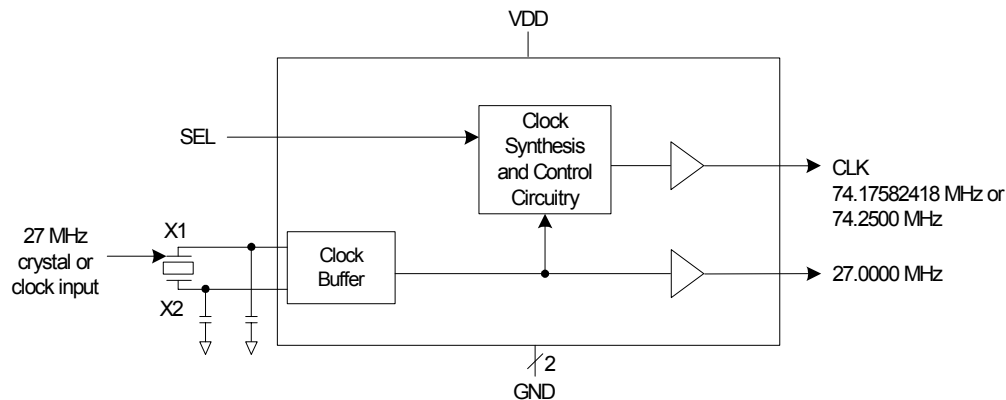 VDD
SEL
Clock
Synthesis
and Control
Circuitry
CLK
74.17582418 MHz or
74.2500 MHz
27 MHz
crystal or
clock input
X1
X2
Clock
Buffer
27.0000 MHz
2
GND